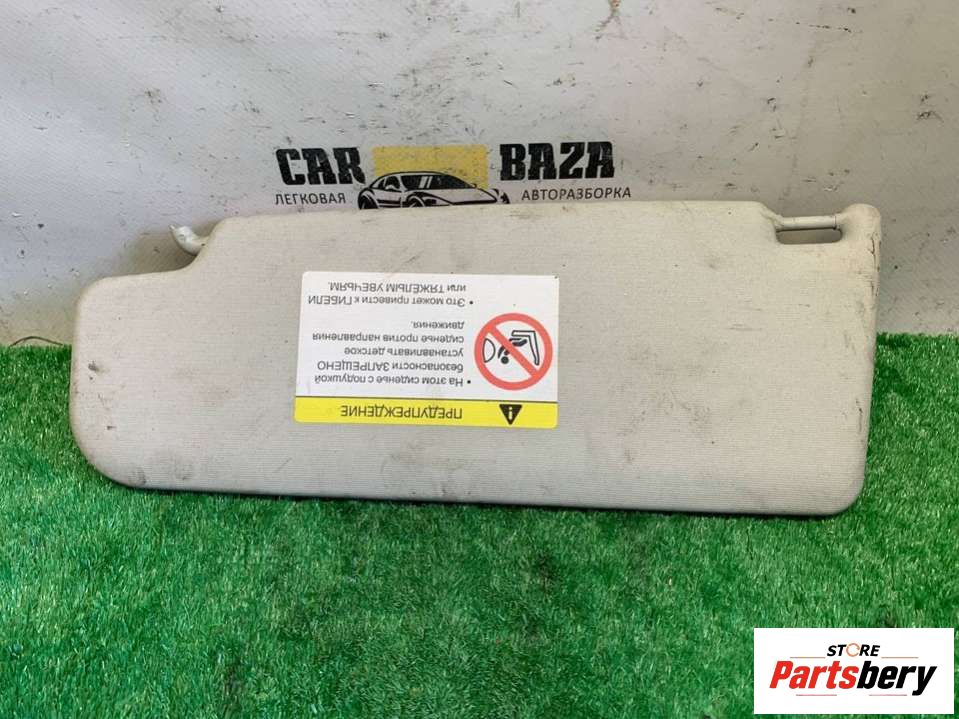 CAR BAZA
ЛЕГКОВАЯ АВТОРАЗБОРКА
ПРЕДУПРЕЖДЕНИЕ
• На этом сиденье с подушкой
безопасности ЗАПРЕЩЕНО
устанавливать детское
сиденье против направления
движения.
• Это может привести к ГИБЕЛИ
или ТЯЖЕЛЫМ УВЕЧЬЯМ.
STORE
Partsbery